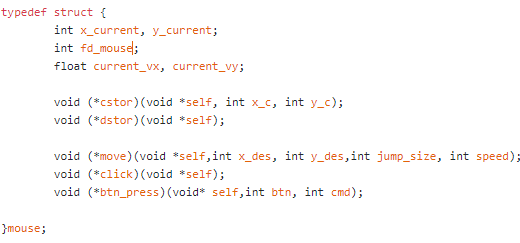 typedef struct {
int x_current, y_current;
int fd_mouse;
float current_vx, current_vy;
void (*cstor)(void *self, int x_c, int y_c);
void (*dstor)(void *self);
void (*move)(void *self,int x_des, int y_des,int jump_size, int speed);
void (*click)(void *self);
void (*btn_press)(void* self,int btn, int cmd);
}mouse;